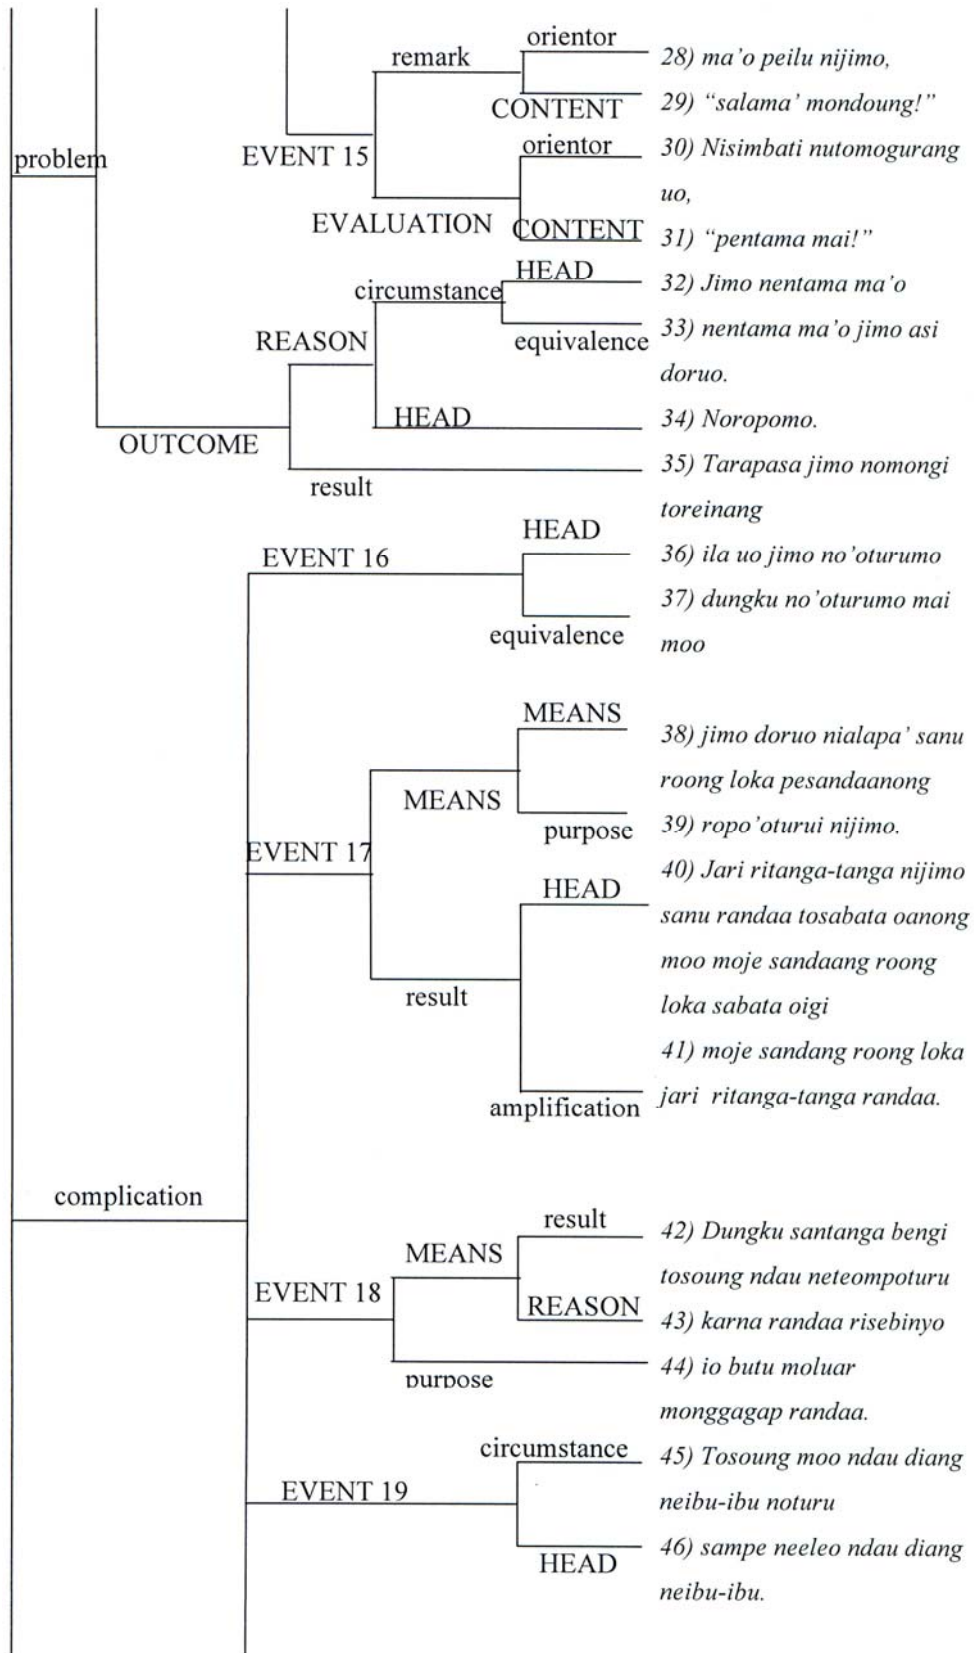 orientor
remark
28) ma’o peilu nijimo,
CONTENT
29) “salama’ mondoung!”
problem
EVENT 15
orientor
30) Nisimbati nutomogurang
uo,
EVALUATION
CONTENT
31) “pentama mai!”
HEAD
circumstance
32) Jimo nentama ma’o
REASON
equivalence
33) nentama ma’o jimo asi
doruo.
HEAD
34) Noropomo.
OUTCOME
result
35) Tarapasa jimo nomongi
toreinang
HEAD
EVENT 16
36) ila uo jimo no’oturumo
37) dungku no’oturumo mai
equivalence
moo
MEANS
38) jimo doruo nialapa’ sanu
roong loka pesandaanong
MEANS
purpose
39) ropo’oturui nijimo.
EVENT 17
HEAD
40) Jari ritanga-tanga nijimo
sanu randaa tosabata oanong
moo moje sandaang roong
result
loka sabata oigi
41) moje sandang roong loka
amplification
jari ritanga-tanga randaa.
complication
result
42) Dungku santanga bengi
MEANS
tosoung ndau neteompoturu
EVENT 18
REASON
43) karna randaa risebinyo
purpose
44) io butu moluar
monggagap randaa.
circumstance
45) Tosoung moo ndau diang
EVENT 19
neibu-ibu noturu
HEAD
46) sampe neeleo ndau diang
neibu-ibu.